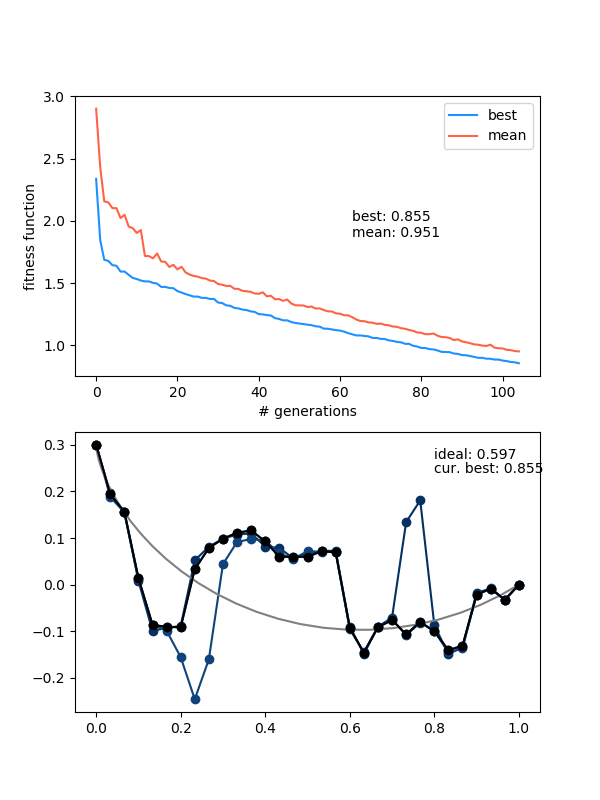 3.0
2.5
2.0
1.5
1.0
fitness function
best
mean
best: 0.855
mean: 0.951
0 20 40 60 80 100
# generations
0.3
0.2
0.1
0.0
−0.1
−0.2
ideal: 0.597
cur. best: 0.855
0.0 0.2 0.4 0.6 0.8 1.0